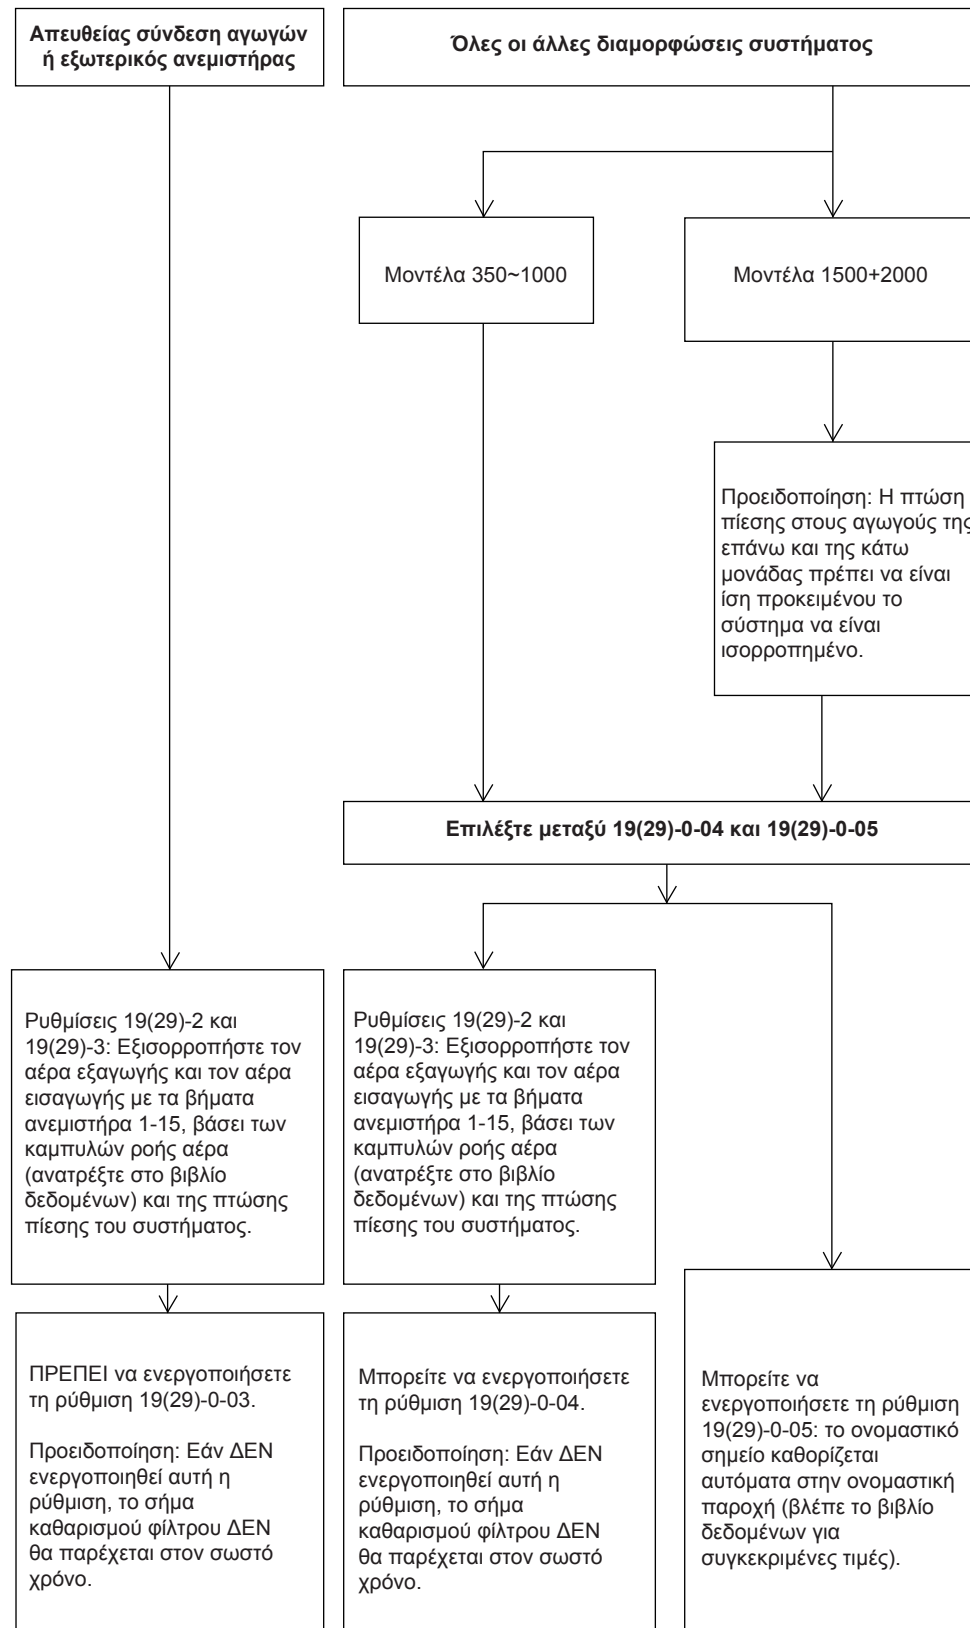 Απευθείας σύνδεση αγωγών
ή εξωτερικός ανεμιστήρας
Όλες οι άλλες διαμορφώσεις συστήματος
Μοντέλα 350~1000
Μοντέλα 1500+2000
Προειδοποίηση: Η πτώση
πίεσης στους αγωγούς της
επάνω και της κάτω
μονάδας πρέπει να είναι
ίση προκειμένου το
σύστημα να είναι
ισορροπημένο.
Επιλέξτε μεταξύ 19(29)-0-04 και 19(29)-0-05
Ρυθμίσεις 19(29)-2 και
19(29)-3: Εξισορροπήστε τον
αέρα εξαγωγής και τον αέρα
εισαγωγής με τα βήματα
ανεμιστήρα 1-15, βάσει των
καμπυλών ροής αέρα
(ανατρέξτε στο βιβλίο
δεδομένων) και της πτώσης
πίεσης του συστήματος.
Ρυθμίσεις 19(29)-2 και
19(29)-3: Εξισορροπήστε τον
αέρα εξαγωγής και τον αέρα
εισαγωγής με τα βήματα
ανεμιστήρα 1-15, βάσει των
καμπυλών ροής αέρα
(ανατρέξτε στο βιβλίο
δεδομένων) και της πτώσης
πίεσης του συστήματος.
ΠΡΕΠΕΙ να ενεργοποιήσετε
τη ρύθμιση 19(29)-0-03.
Προειδοποίηση: Εάν ΔΕΝ
ενεργοποιηθεί αυτή η
ρύθμιση, το σήμα
καθαρισμού φίλτρου ΔΕΝ
θα παρέχεται στον σωστό
χρόνο.
Μπορείτε να ενεργοποιήσετε
τη ρύθμιση 19(29)-0-04.
Προειδοποίηση: Εάν ΔΕΝ
ενεργοποιηθεί αυτή η
ρύθμιση, το σήμα
καθαρισμού φίλτρου ΔΕΝ
θα παρέχεται στον σωστό
χρόνο.
Μπορείτε να
ενεργοποιήσετε τη ρύθμιση
19(29)-0-05: το ονομαστικό
σημείο καθορίζεται
αυτόματα στην ονομαστική
παροχή (βλέπε το βιβλίο
δεδομένων για
συγκεκριμένες τιμές).